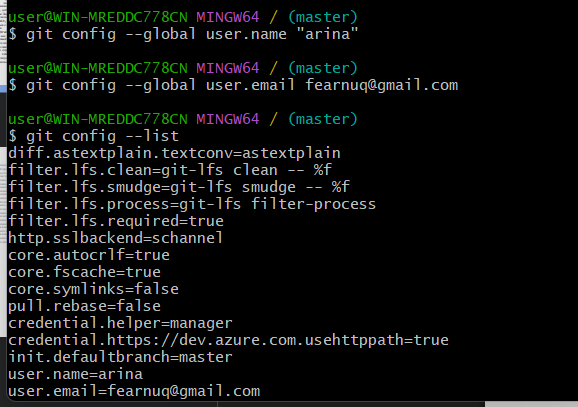 user@WIN-MREDDC778CN MINGW64 / (master)
$ git config --global user.name "arina"
user@WIN-MREDDC778CN MINGW64 / (master)
$ git config --global user.email fearnuq@gmail.com
user@WIN-MREDDC778CN MINGW64 / (master)
$ git config --list
diff.astextplain.textconv=astextplain
filter.lfs.clean=git-lfs clean -- %f
filter.lfs.smudge=git-lfs smudge -- %f
filter.lfs.process=git-lfs filter-process
filter.lfs.required=true
http.sslbackend=schannel
core.autocrlf=true
core.fscache=true
core.symlinks=false
pull.rebase=false
credential.helper=manager
credential.https://dev.azure.com.usehttppath=true
init.defaultbranch=master
user.name=arina
user.email=fearnuq@gmail.com